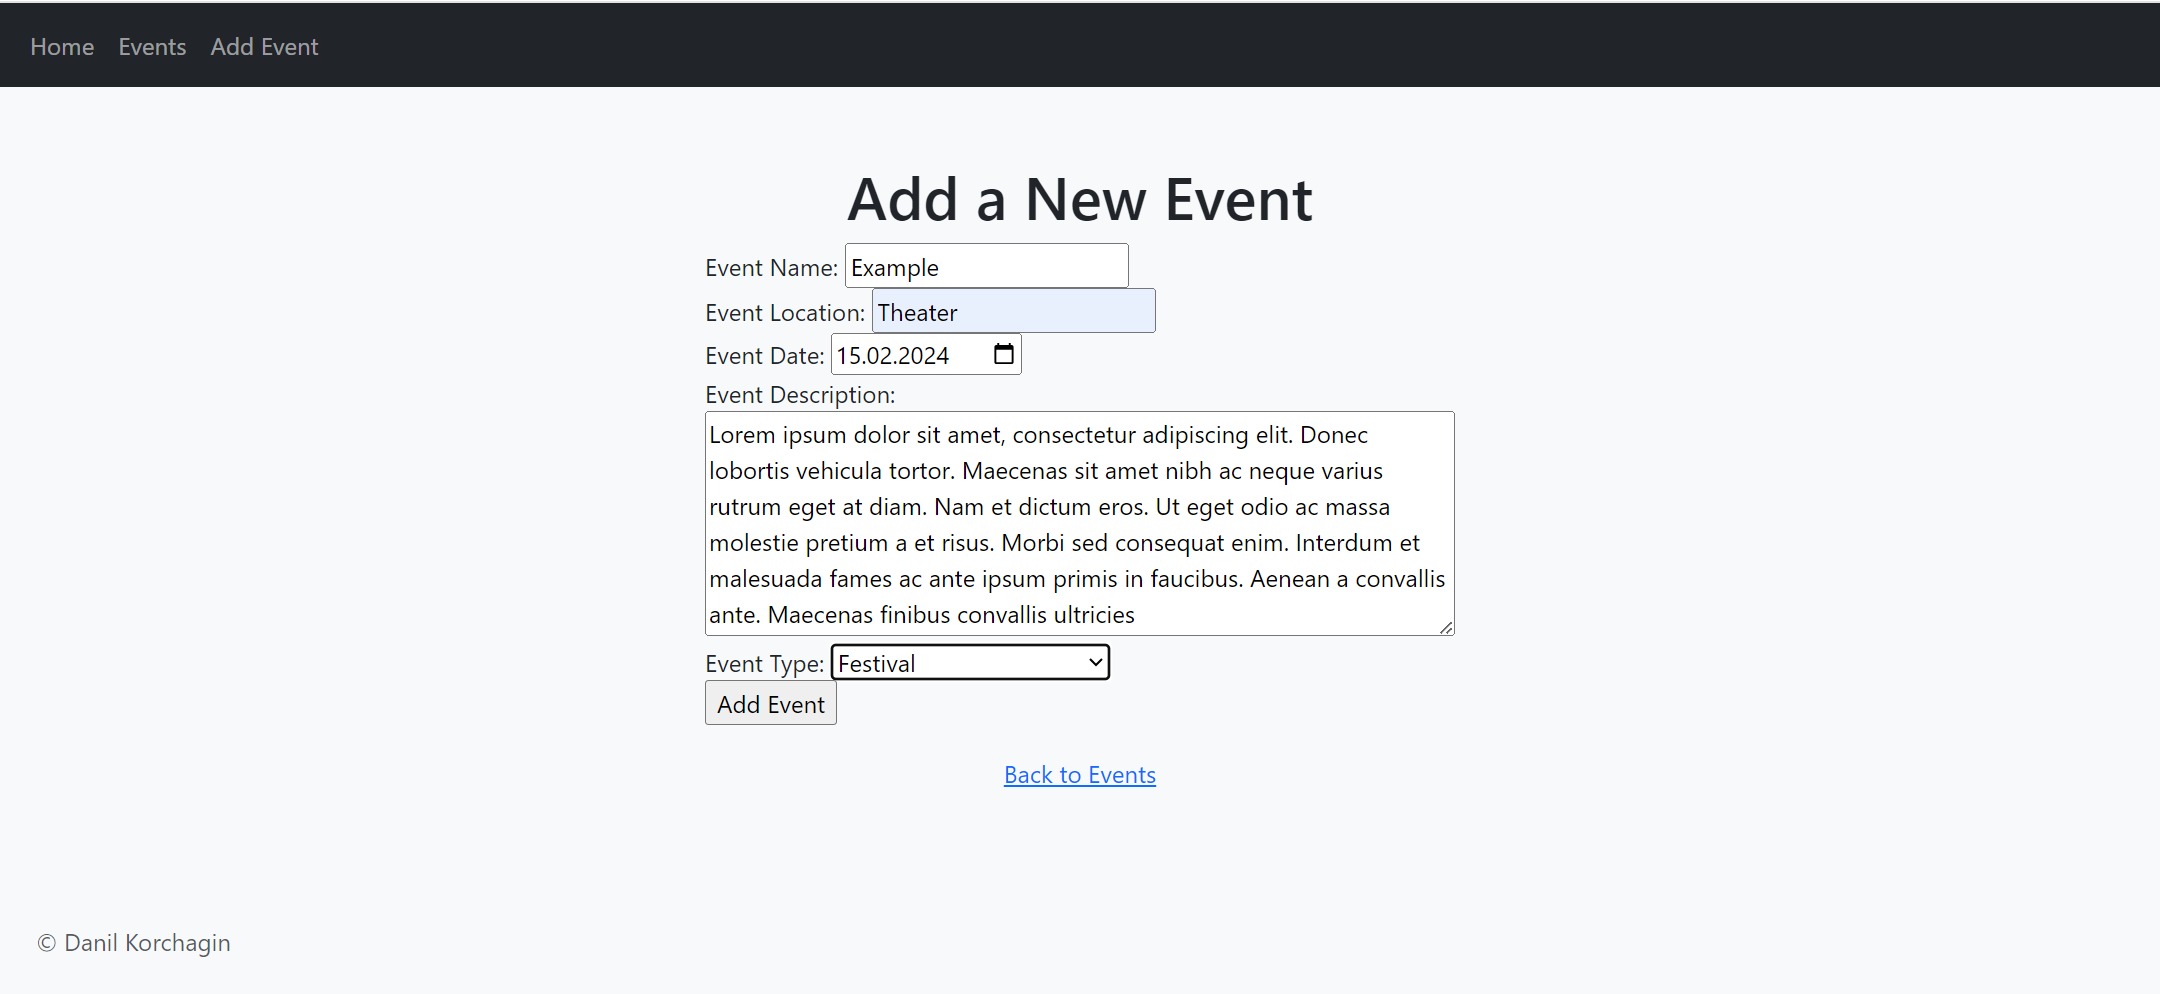 Home Events Add Event
Add a New Event
Event Name: Example
Event Location: Theater
Event Date: 15.02.2024
Event Description:
Lorem ipsum dolor sit amet, consectetur adipiscing elit. Donec
lobortis vehicula tortor. Maecenas sit amet nibh ac neque varius
rutrum eget at diam. Nam et dictum eros. Ut eget odio ac massa
molestie pretium a et risus. Morbi sed consequat enim. Interdum et
malesuada fames ac ante ipsum primis in faucibus. Aenean a convallis
ante. Maecenas finibus convallis ultricies
Event Type: Festival
Add Event
Back to Events
© Danil Korchagin